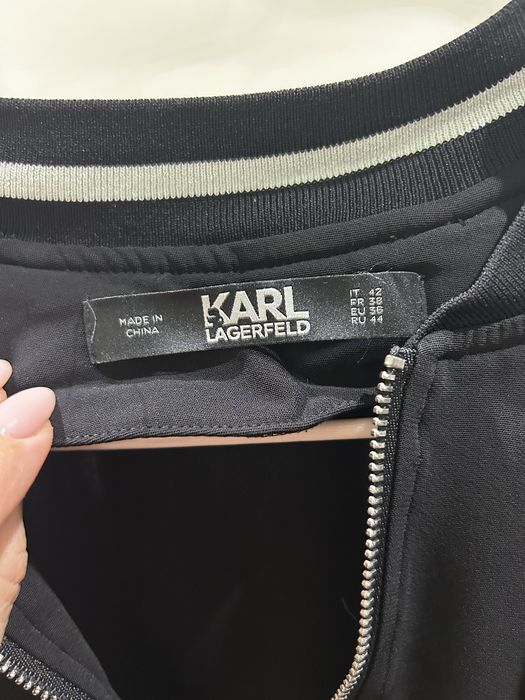 MADE IN
CHINA
KARL
LAGERFELD
IT 42
FR 38
EU 36
RU 44